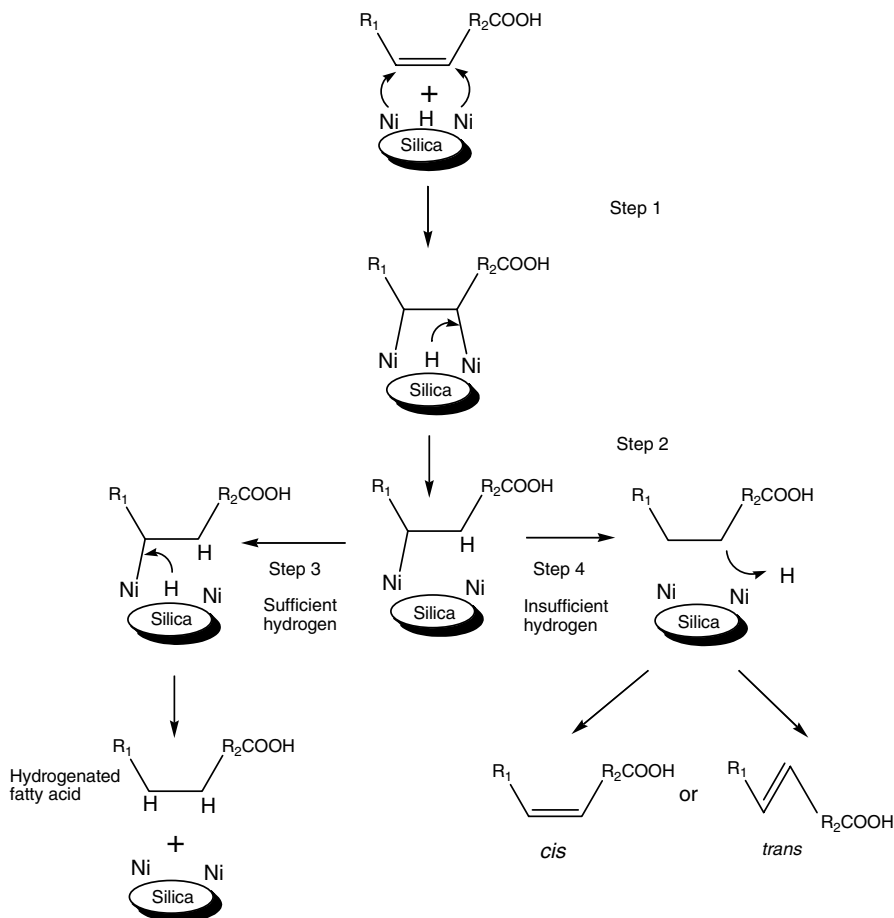 R₁
R₂COOH
+
Ni H Ni
Silica
Step 1
R₁
R₂COOH
Ni H Ni
Silica
Step 2
R₁
R₂COOH
H
Ni H Ni
Silica
Step 3
Sufficient
hydrogen
R₁
R₂COOH
H
Ni Ni
Silica
Step 4
Insufficient
hydrogen
R₁
R₂COOH
H
Ni Ni
Silica
Hydrogenated
fatty acid
R₁
R₂COOH
H H
+
Ni Ni
Silica
R₁
R₂COOH
cis
or
R₁
R₂COOH
trans